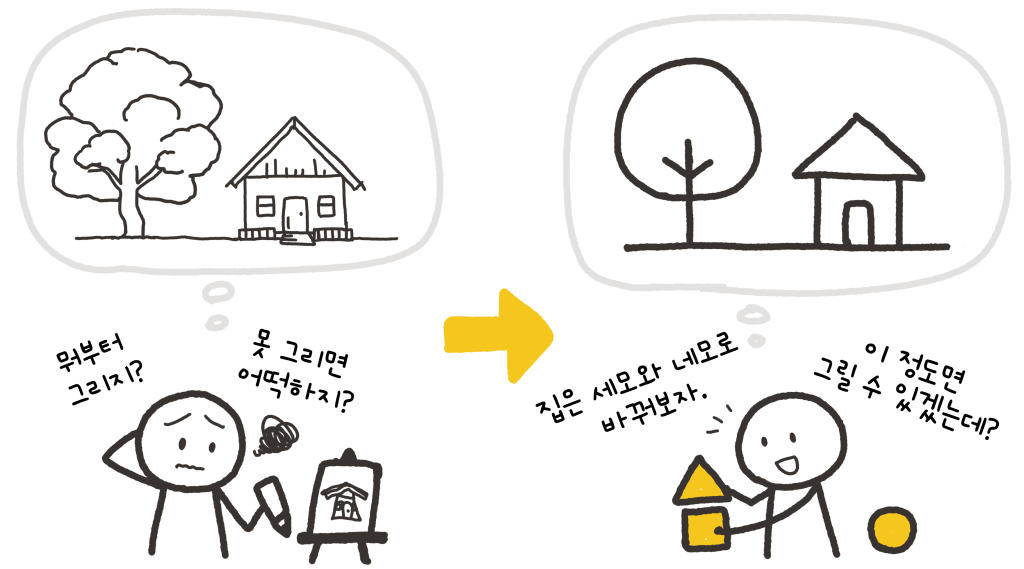 뭐부터
그리지?
못 그리면
어떡하지?
집은 세모와 네모로
바꿔보자.
이 정도면
그릴 수 있겠는데?